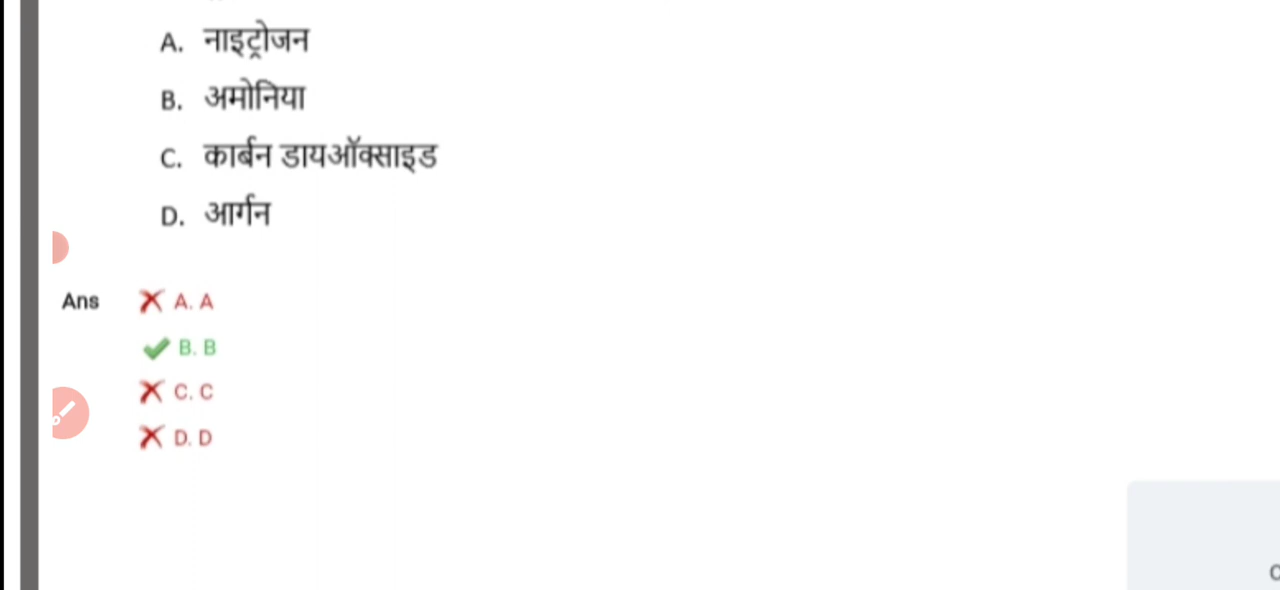 A. नाइट्रोजन
B. अमोनिया
C. कार्बन डायऑक्साइड
D. आर्गन
Ans A. A
B. B
C. C
D. D